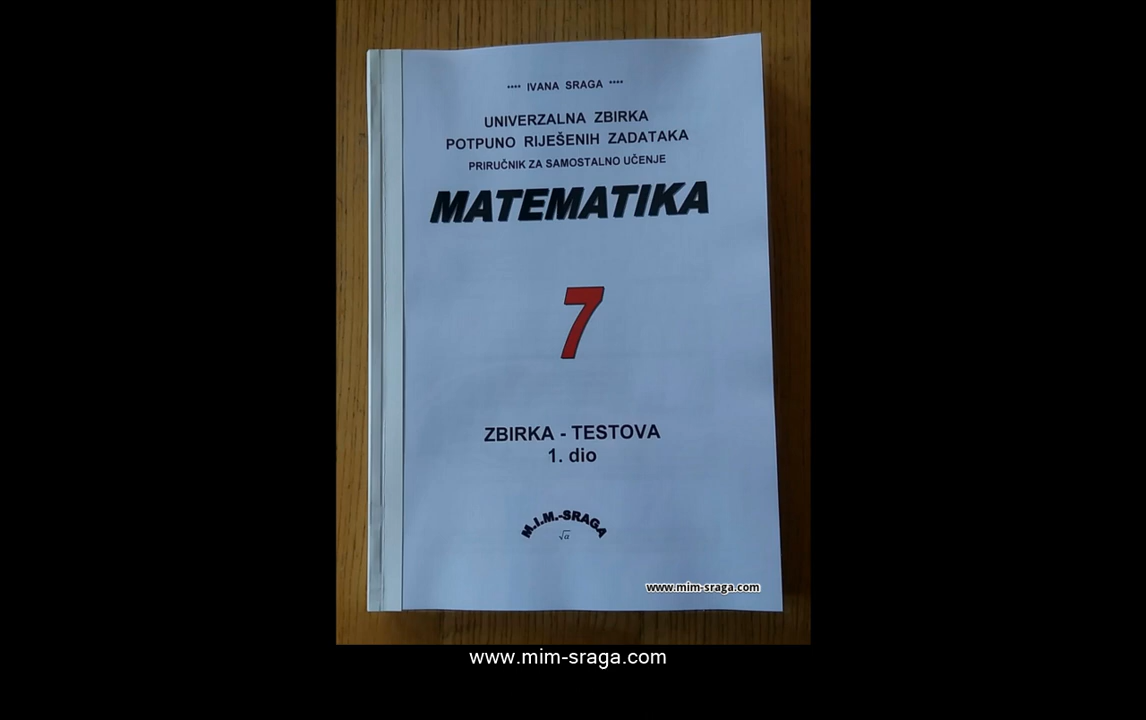 **** IVANA SRAGA ****
UNIVERZALNA ZBIRKA
POTPUNO RIJEŠENIH ZADATAKA
PRIRUČNIK ZA SAMOSTALNO UČENJE
MATEMATIKA
7
ZBIRKA - TESTOVA
1. dio
M.I.M.-SRAGA
√a
www.mim-sraga.com
www.mim-sraga.com